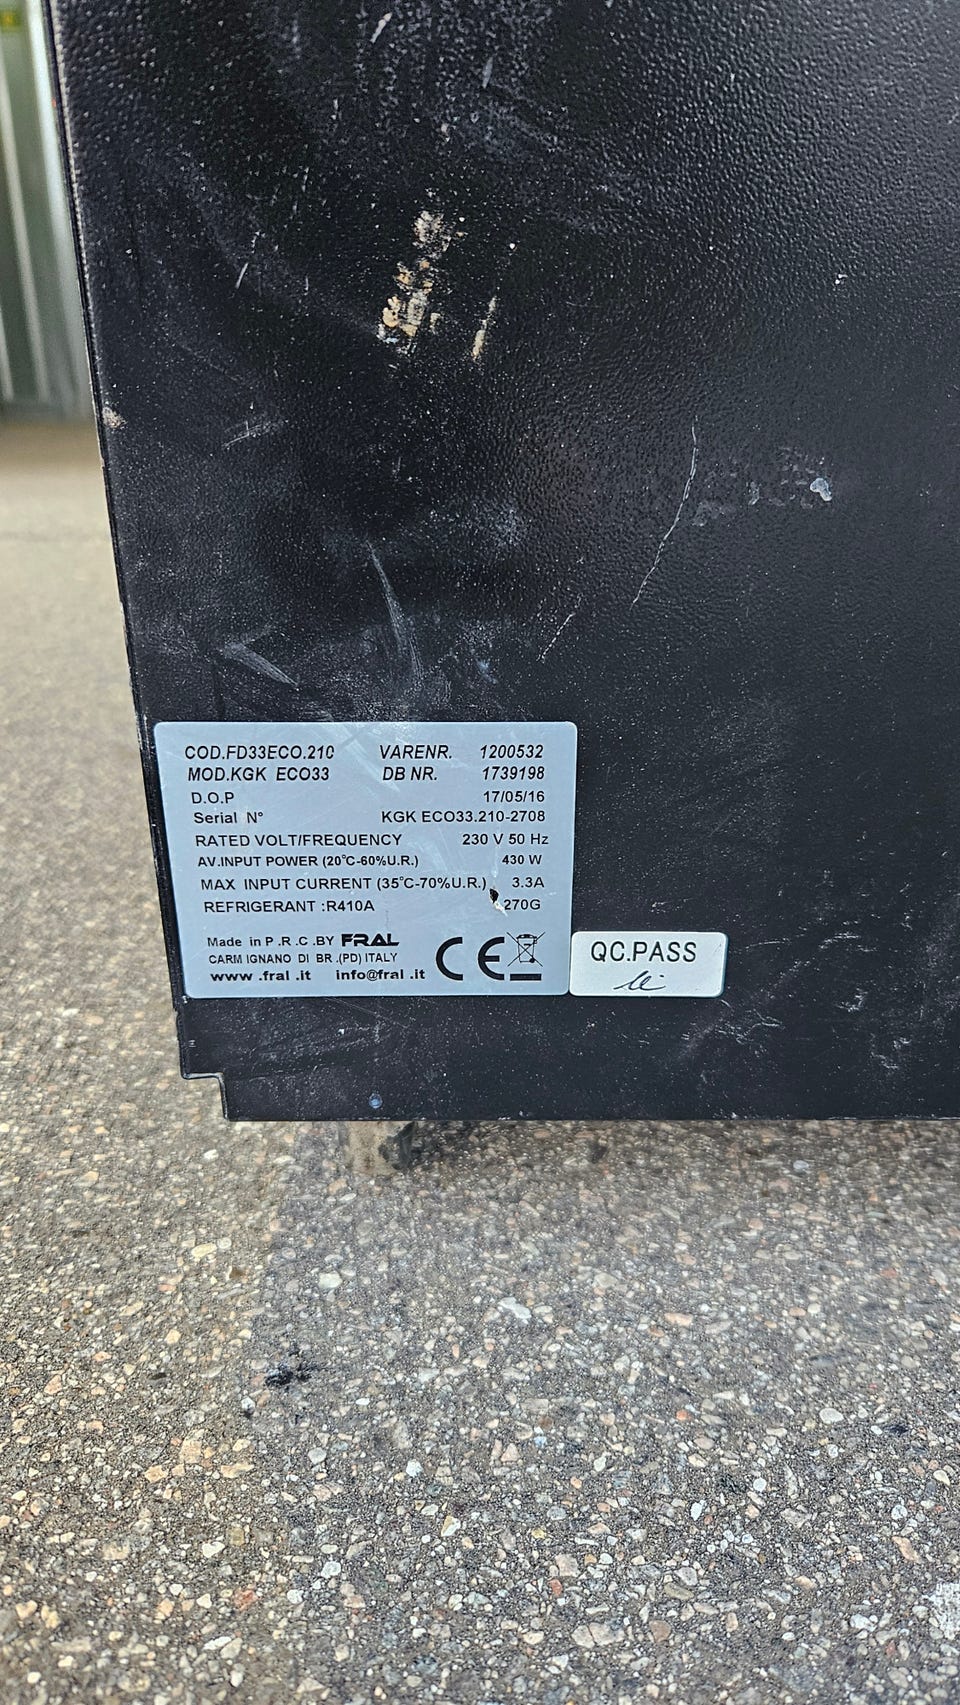 COD.FD33ECO.210 VARENR. 1200532
MOD.KGK ECO33 DB NR. 1739198
D.O.P 17/05/16
Serial N° KGK ECO33.210-2708
RATED VOLT/FREQUENCY 230 V 50 Hz
AV.INPUT POWER (20°C-60%U.R.) 430 W
MAX INPUT CURRENT (35°C-70%U.R.) 3.3A
REFRIGERANT :R410A 270G
Made in P.R.C.BY FRAL
CARMIGNANO DI BR.(PD) ITALY
www.fral.it info@fral.it
CE
QC.PASS